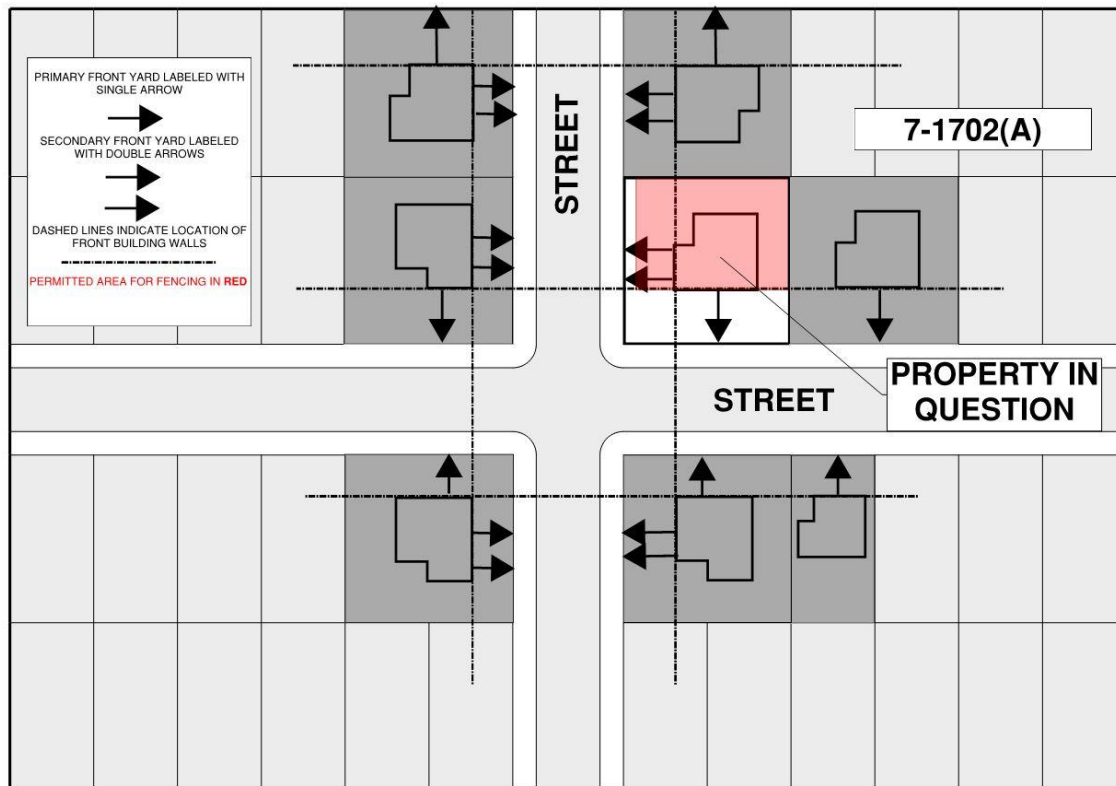 PRIMARY FRONT YARD LABELED WITH
SINGLE ARROW
SECONDARY FRONT YARD LABELED
WITH DOUBLE ARROWS
DASHED LINES INDICATE LOCATION OF
FRONT BUILDING WALLS
PERMITTED AREA FOR FENCING IN RED
STREET
7-1702(A)
STREET
PROPERTY IN
QUESTION